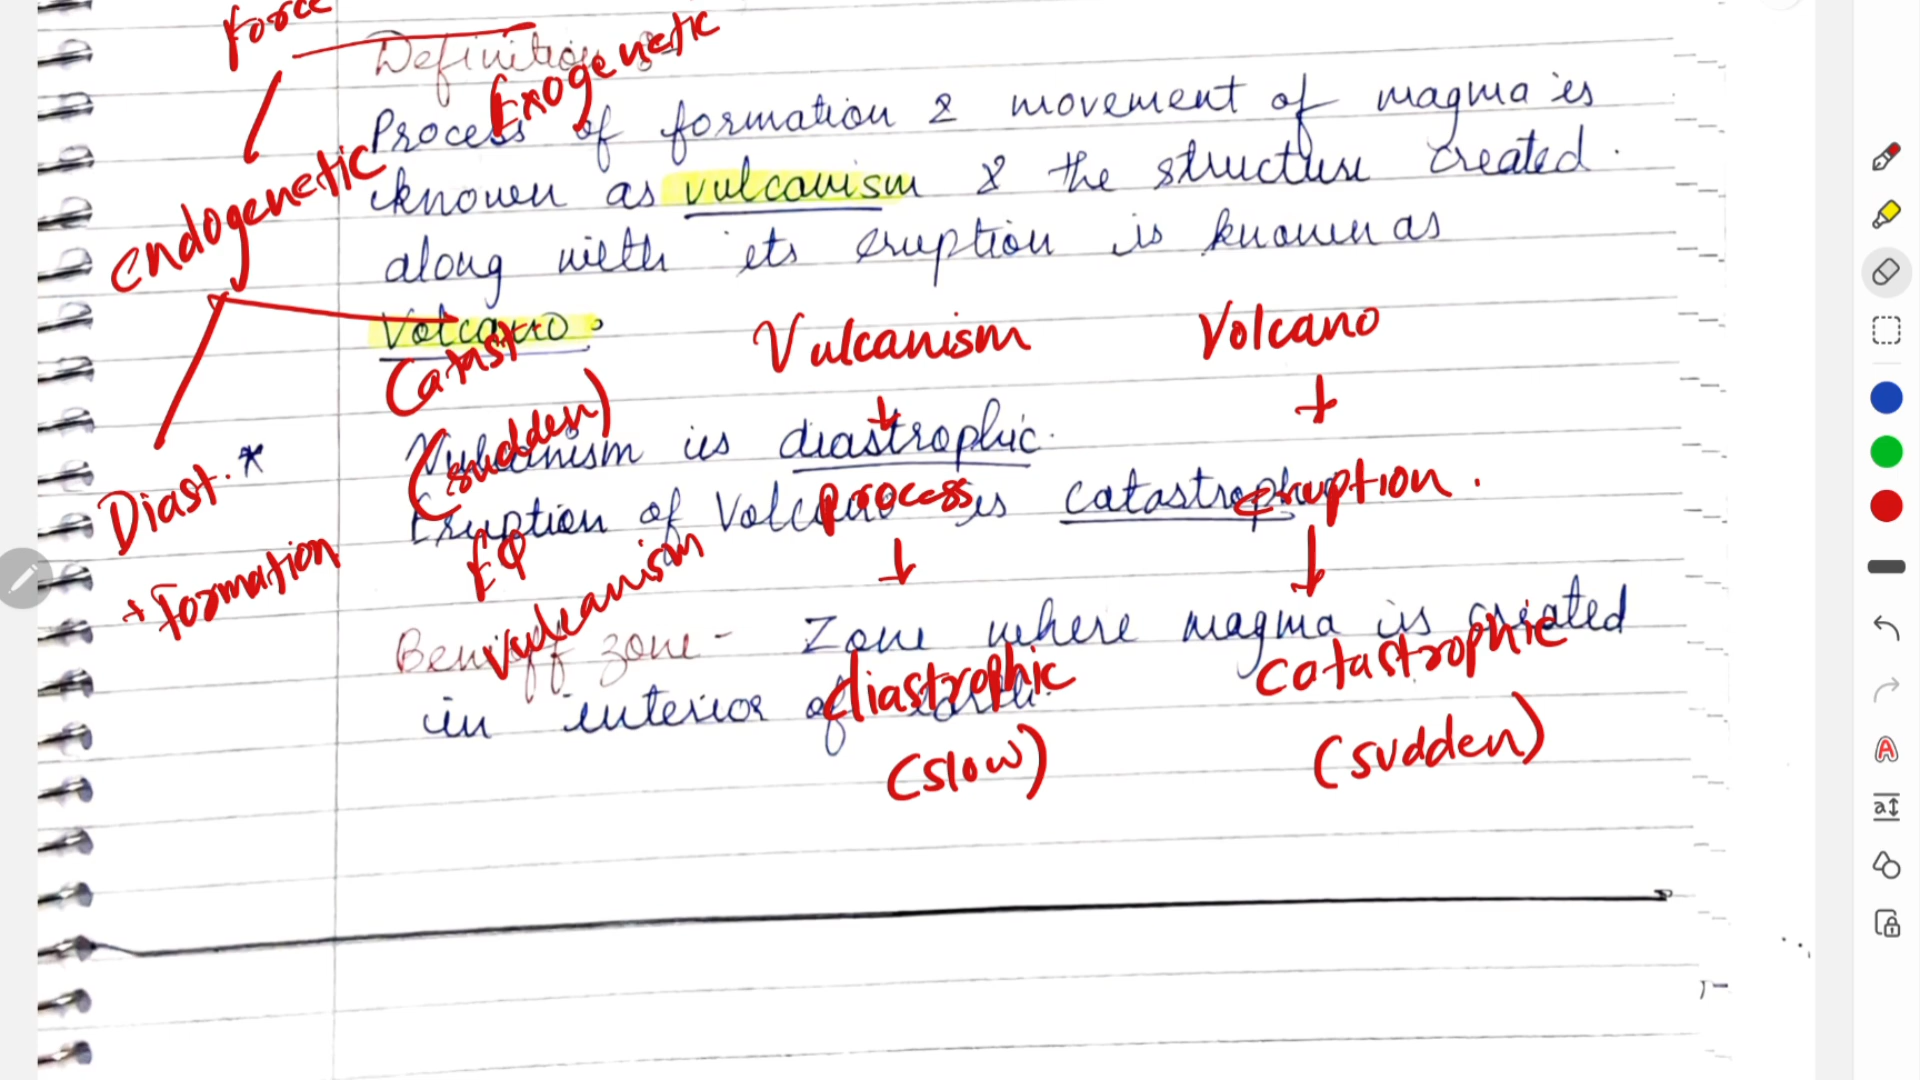 force
Definition :-
Exogenetic
Process of formation & movement of magma is
known as vulcanism & the structure created
endogenetic
along with its eruption is known as
Volcano.
Vulcanism
Volcano
(Catast
(sudden)
Vulcanism is diastrophic.
Diast. *
process
eruption.
Eruption of Volcano is catastrophic
+ Formation
EQ
vulcanism
Benioff zone - Zone where magma is created
diastrophic
catastrophic
in interior of earth.
(slow)
(sudden)